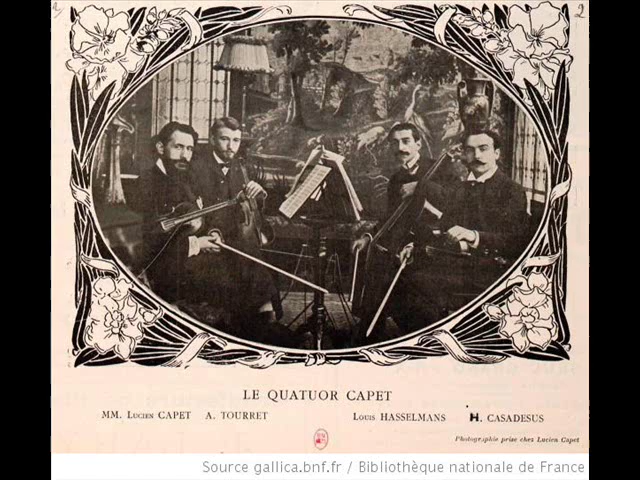 2
LE QUATUOR CAPET
MM. LUCIEN CAPET A. TOURRET LOUIS HASSELMANS H. CASADESUS
Photographie prise chez Lucien Capet
Source gallica.bnf.fr / Bibliothèque nationale de France